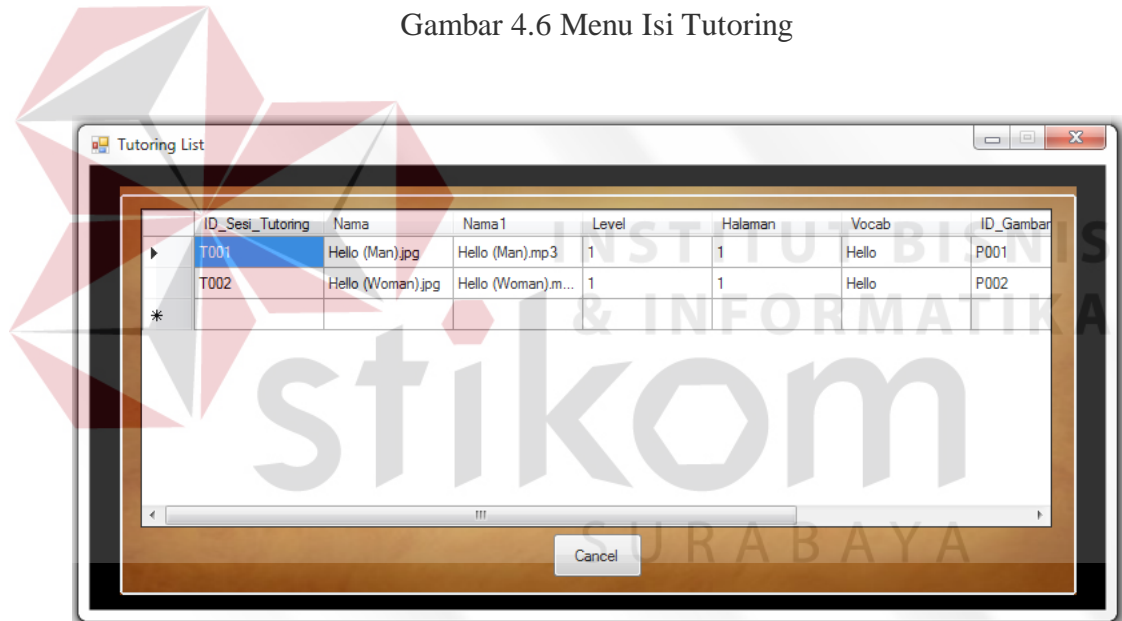 Gambar 4.6 Menu Isi Tutoring
Tutoring List
ID_Sesi_Tutoring Nama Nama1 Level Halaman Vocab ID_Gambar
T001 Hello (Man).jpg Hello (Man).mp3 1 1 Hello P001
T002 Hello (Woman).jpg Hello (Woman).m... 1 1 Hello P002
Cancel
INSTITUT BISNIS
& INFORMATIKA
stikom
SURABAYA